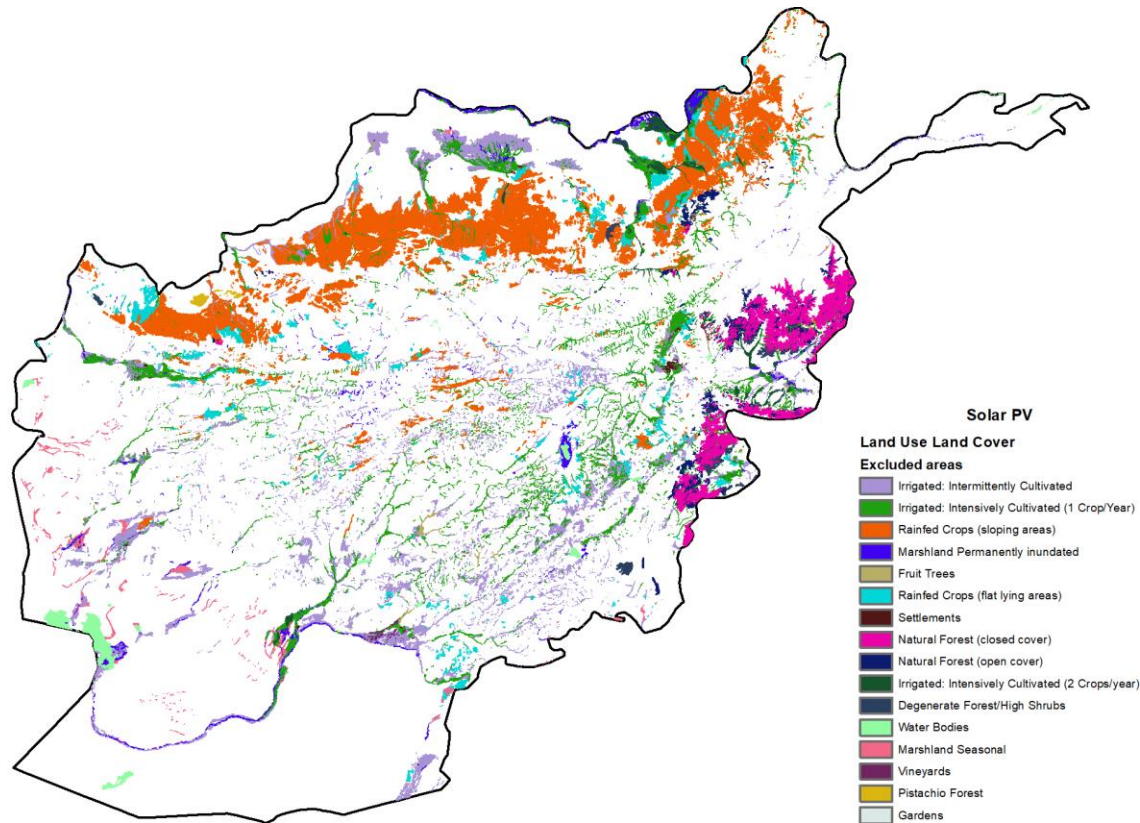 Solar PV
Land Use Land Cover
Excluded areas
Irrigated: Intermittently Cultivated
Irrigated: Intensively Cultivated (1 Crop/Year)
Rainfed Crops (sloping areas)
Marshland Permanently inundated
Fruit Trees
Rainfed Crops (flat lying areas)
Settlements
Natural Forest (closed cover)
Natural Forest (open cover)
Irrigated: Intensively Cultivated (2 Crops/year)
Degenerate Forest/High Shrubs
Water Bodies
Marshland Seasonal
Vineyards
Pistachio Forest
Gardens